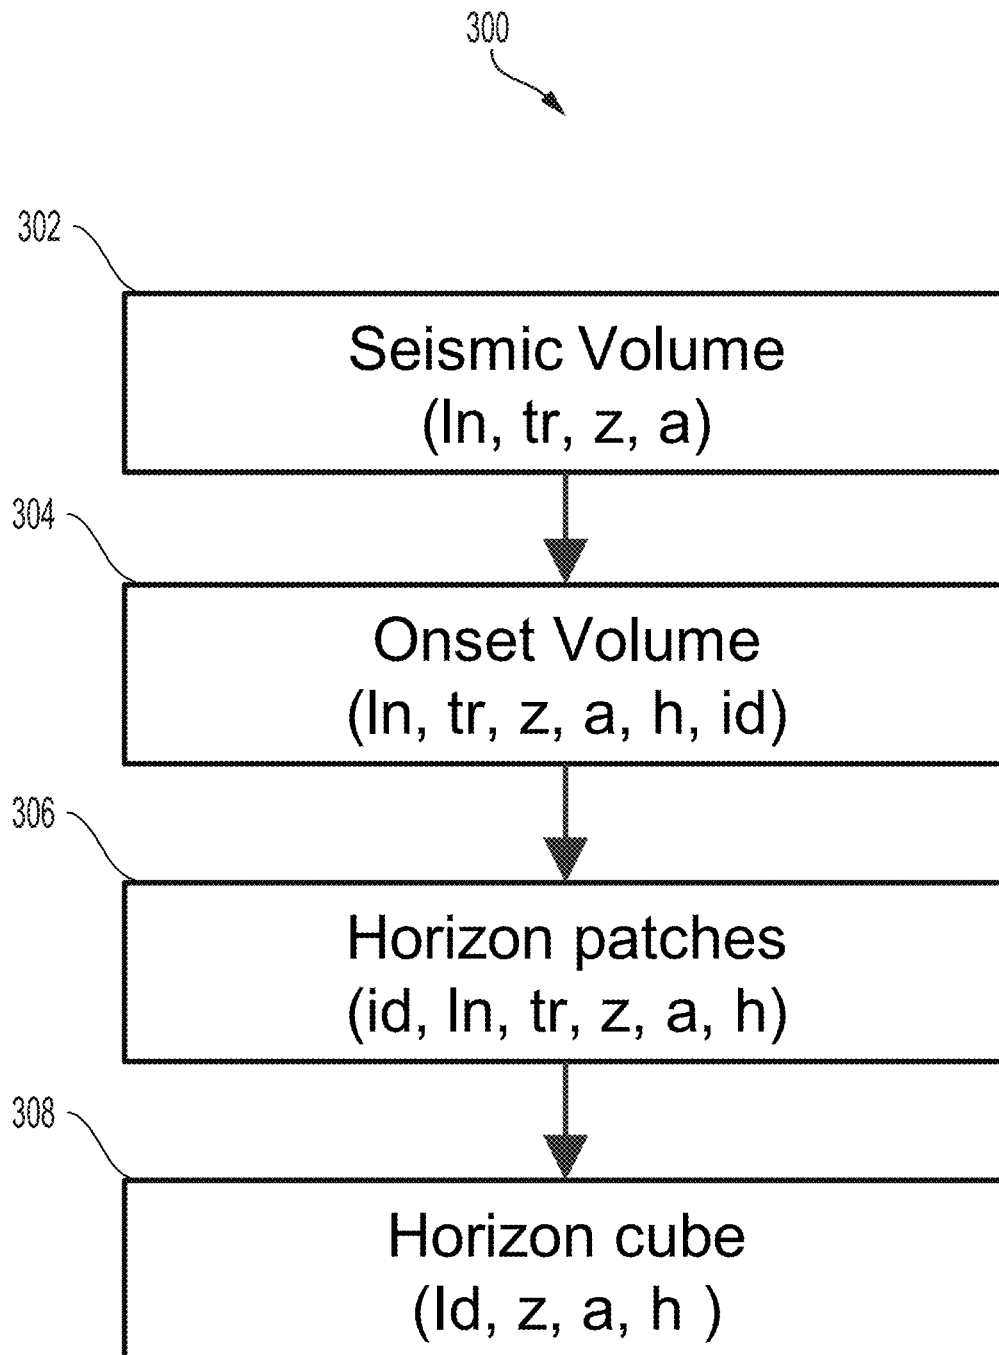 300
302
Seismic Volume
(ln, tr, z, a)
304
Onset Volume
(ln, tr, z, a, h, id)
306
Horizon patches
(id, ln, tr, z, a, h)
308
Horizon cube
(Id, z, a, h )